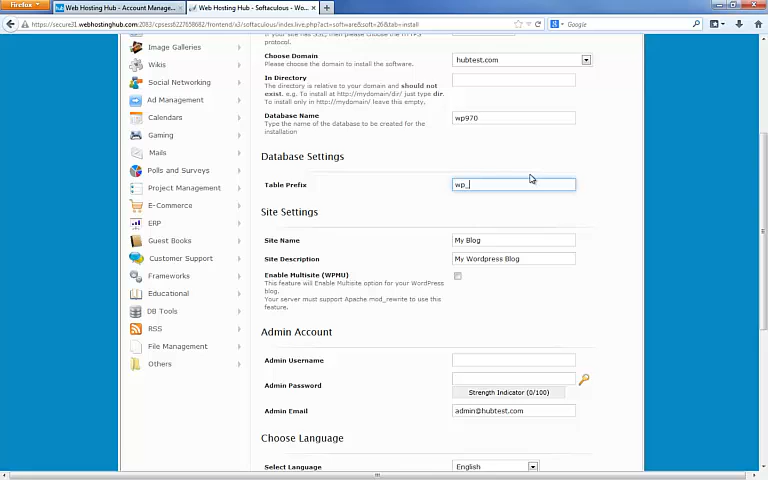 Firefox
Web Hosting Hub - Account Manage...
Web Hosting Hub - Softaculous - W...
https://secure31.webhostinghub.com:2083/
/frontend/x3/softaculous/index.live.php?act=software&soft=26&tab=install
Google
protocol.
Image Galleries
Wikis
Social Networking
Ad Management
Calendars
Gaming
Mails
Polls and Surveys
Project Management
E-Commerce
ERP
Guest Books
Customer Support
Frameworks
Educational
DB Tools
RSS
File Management
Others
Choose Domain
Please choose the domain to install the software.
hubtest.com
In Directory
The directory is relative to your domain and should not
exist. e.g. To install at http://mydomain/dir/ just type dir.
To install only in http://mydomain/ leave this empty.
Database Name
Type the name of the database to be created for the
installation
wp970
Database Settings
Table Prefix
wp_
Site Settings
Site Name
My Blog
Site Description
My Wordpress Blog
Enable Multisite (WPMU)
This feature will Enable Multisite option for your WordPress
blog.
Your server must support Apache mod_rewrite to use this
feature.
Admin Account
Admin Username
Admin Password
Strength Indicator (0/100)
Admin Email
admin@hubtest.com
Choose Language
Select Language
English